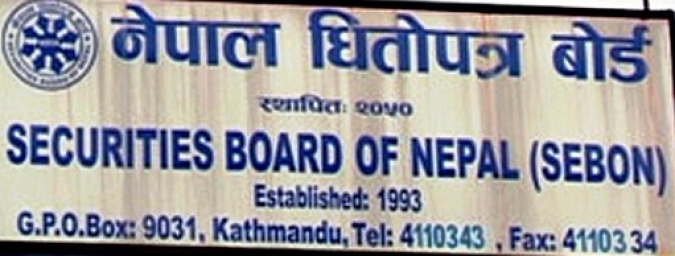 नेपाल धितोपत्र बोर्ड
स्थापितः २०५०
SECURITIES BOARD OF NEPAL (SEBON)
Established: 1993
G.P.O.Box: 9031, Kathmandu, Tel: 4110343 , Fax: 4110334